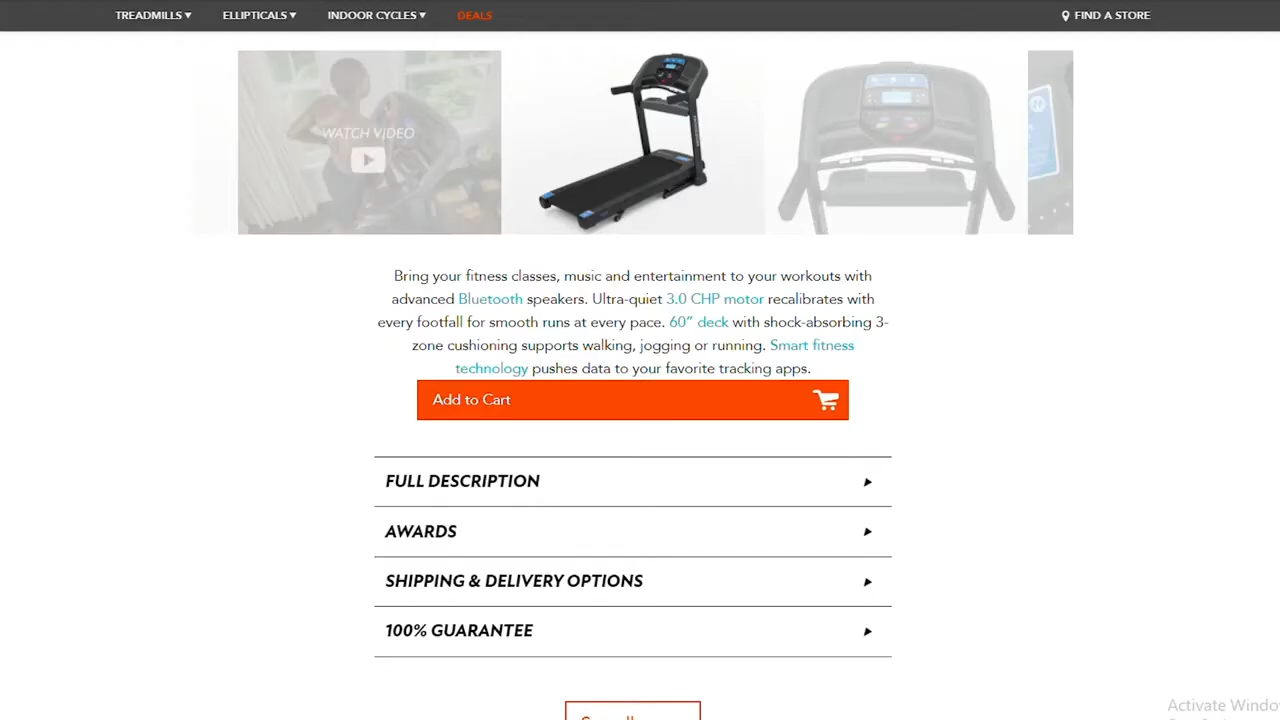 TREADMILLS▼ ELLIPTICALS▼ INDOOR CYCLES▼ DEALS FIND A STORE
WATCH VIDEO
Bring your fitness classes, music and entertainment to your workouts with
advanced Bluetooth speakers. Ultra-quiet 3.0 CHP motor recalibrates with
every footfall for smooth runs at every pace. 60” deck with shock-absorbing 3-
zone cushioning supports walking, jogging or running. Smart fitness
technology pushes data to your favorite tracking apps.
Add to Cart
FULL DESCRIPTION
AWARDS
SHIPPING & DELIVERY OPTIONS
100% GUARANTEE
Activate Windo